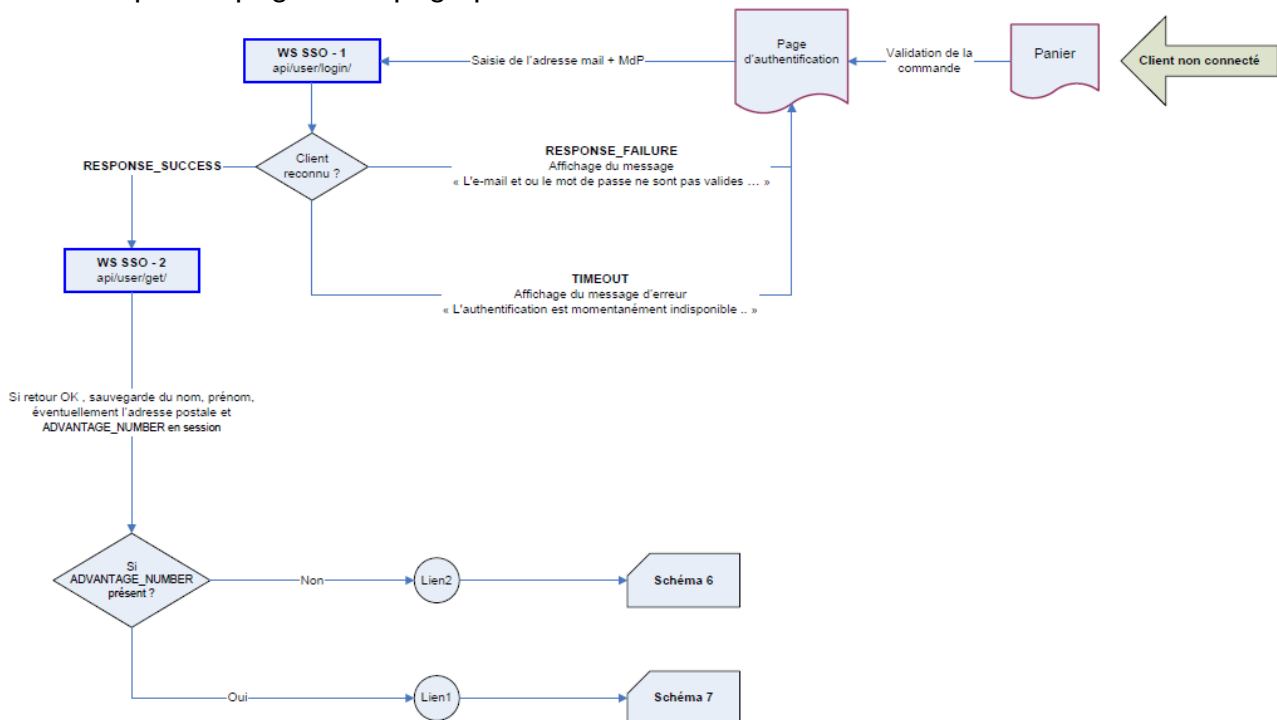 WS SSO - 1
api/user/login/
Saisie de l'adresse mail + MdP
Page
d'authentification
Validation de la
commande
Panier
Client non connecté
RESPONSE_SUCCESS
Client
reconnu ?
RESPONSE_FAILURE
Affichage du message
« L'e-mail et ou le mot de passe ne sont pas valides ... »
WS SSO - 2
api/user/get/
TIMEOUT
Affichage du message d'erreur
« L'authentification est momentanément indisponible .. »
Si retour OK , sauvegarde du nom, prénom,
éventuellement l'adresse postale et
ADVANTAGE_NUMBER en session
Si
ADVANTAGE_NUMBER
présent ?
Non
Lien2
Schéma 6
Oui
Lien1
Schéma 7